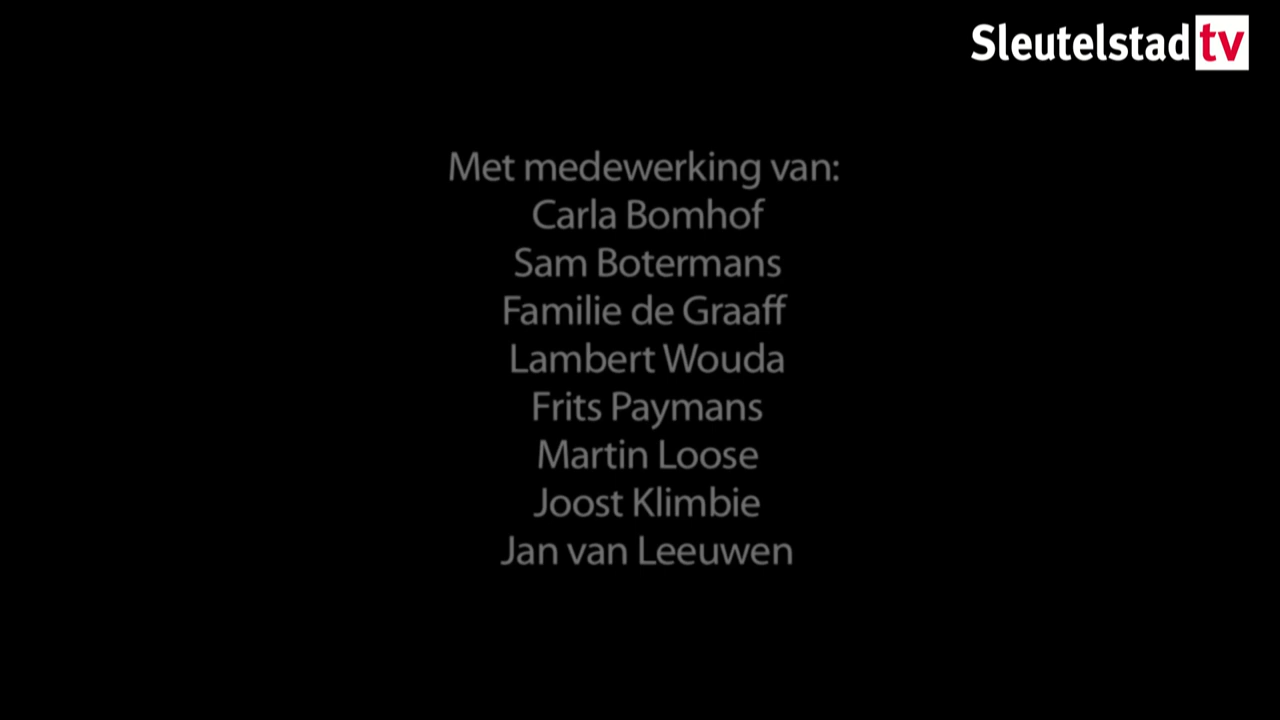 Sleutelstad tv
Met medewerking van:
Carla Bomhof
Sam Botermans
Familie de Graaff
Lambert Wouda
Frits Paymans
Martin Loose
Joost Klimbie
Jan van Leeuwen